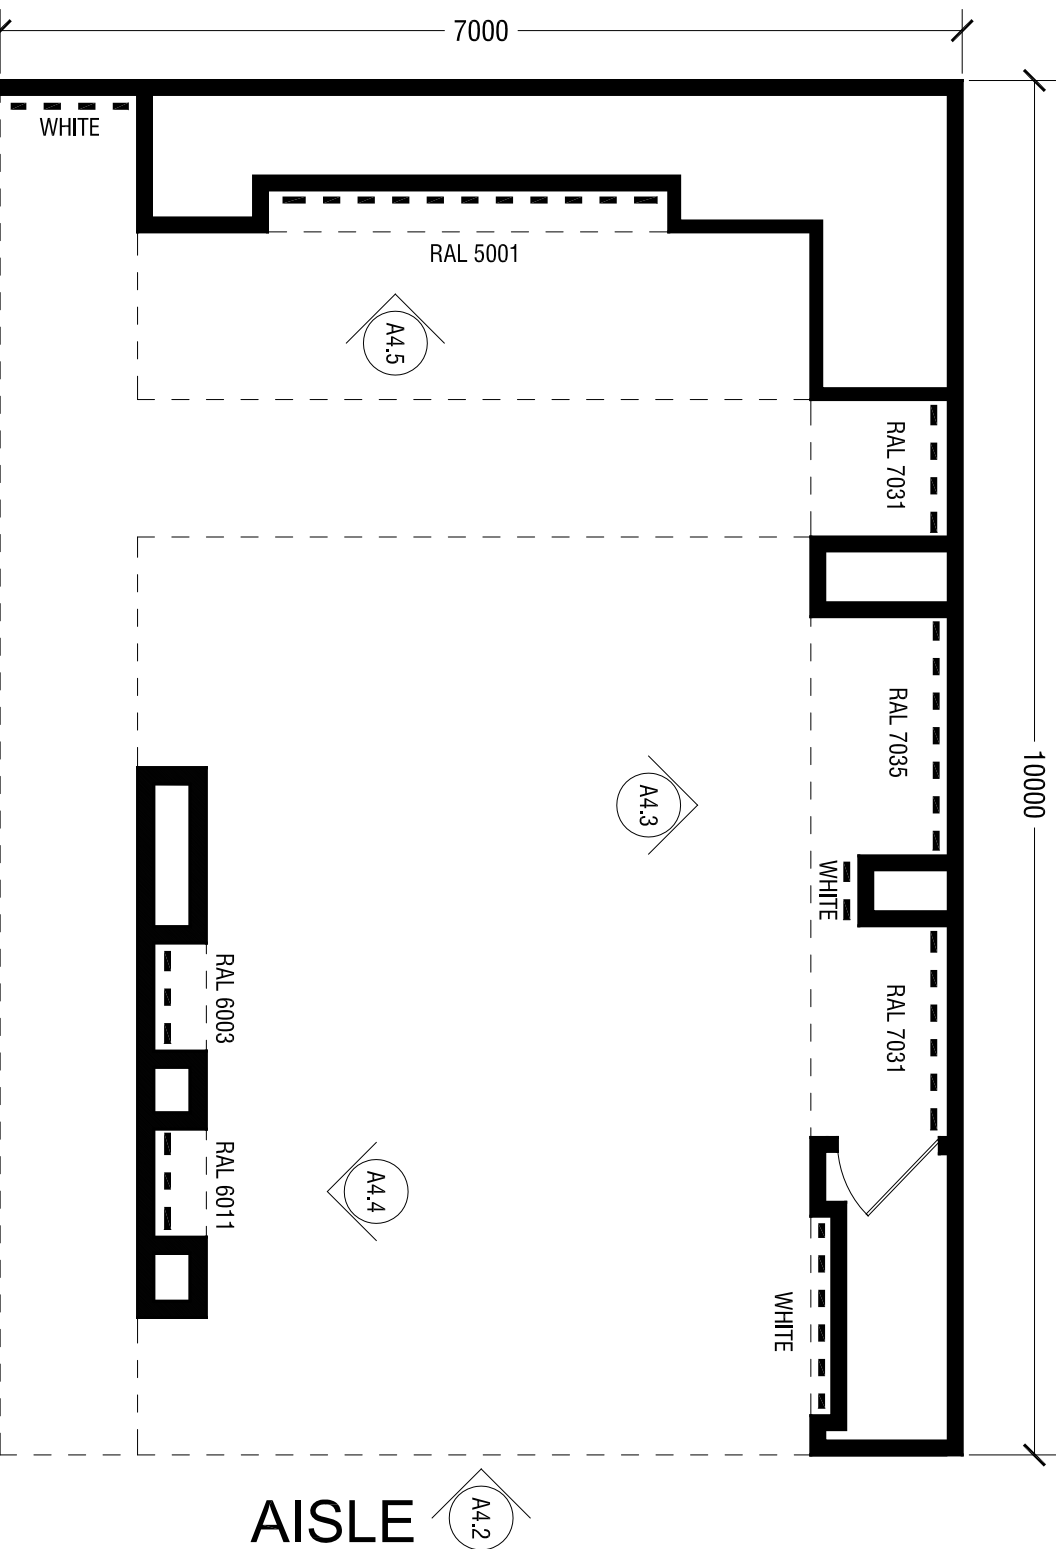 7000
WHITE
RAL 5001
A4.5
RAL 7031
10000
RAL 7035
A4.3
WHITE
RAL 6003
RAL 7031
RAL 6011
A4.4
WHITE
AISLE
A4.2